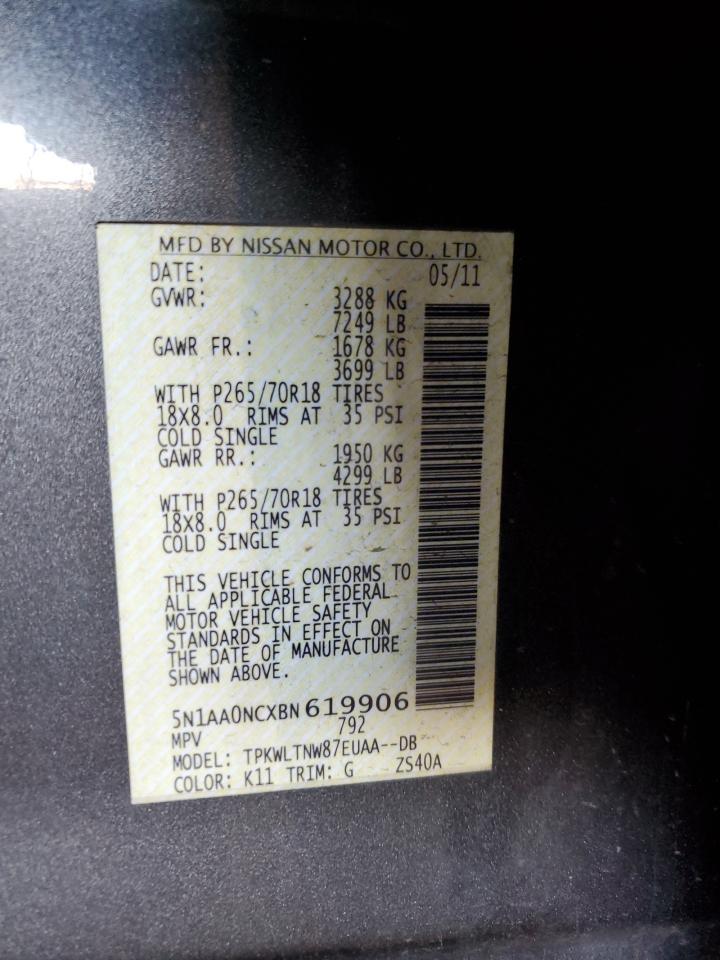 MFD BY NISSAN MOTOR CO., LTD.
DATE: 05/11
GVWR: 3288 KG
7249 LB
GAWR FR.: 1678 KG
3699 LB
WITH P265/70R18 TIRES
18X8.0 RIMS AT 35 PSI
COLD SINGLE
GAWR RR.: 1950 KG
4299 LB
WITH P265/70R18 TIRES
18X8.0 RIMS AT 35 PSI
COLD SINGLE
THIS VEHICLE CONFORMS TO
ALL APPLICABLE FEDERAL
MOTOR VEHICLE SAFETY
STANDARDS IN EFFECT ON
THE DATE OF MANUFACTURE
SHOWN ABOVE.
5N1AA0NCXBN619906
MPV 792
MODEL: TPKWLTNW87EUAA--DB
COLOR: K11 TRIM: G ZS40A